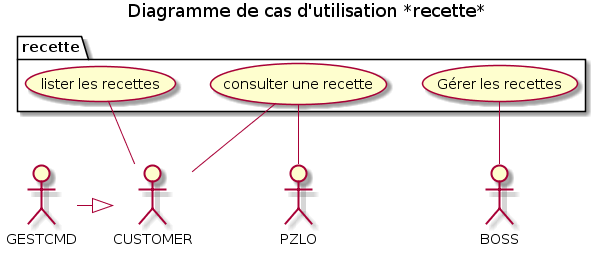 Diagramme de cas d'utilisation *recette*
recette
lister les recettes
consulter une recette
Gérer les recettes
GESTCMD
CUSTOMER
PZLO
BOSS